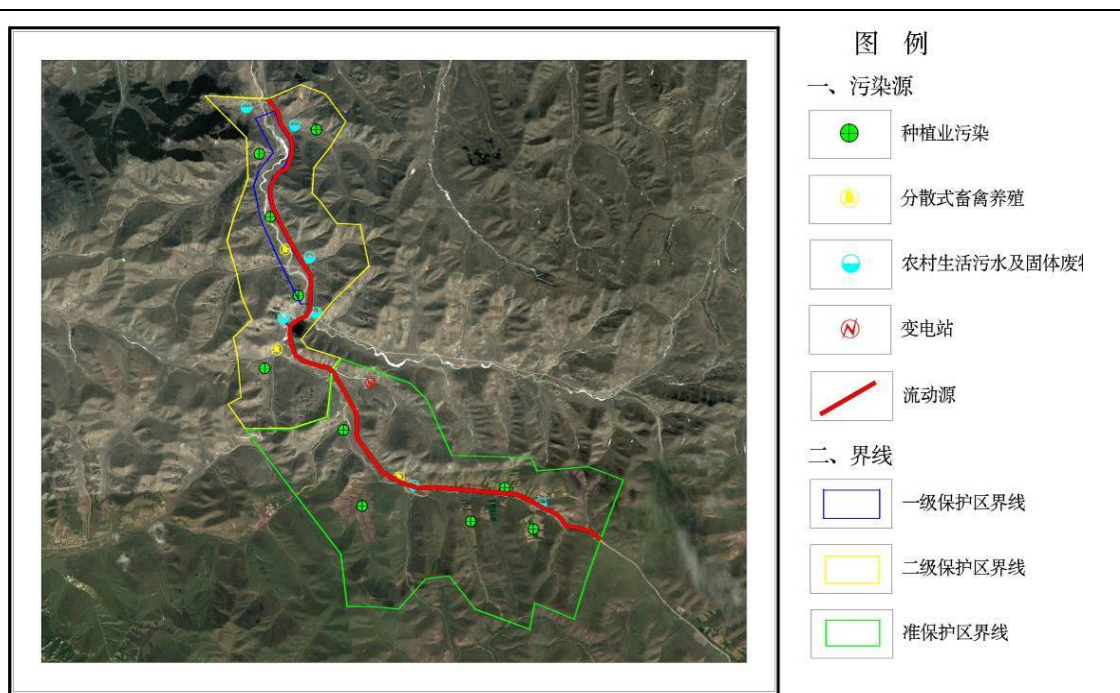 图 例
一、污染源
种植业污染
分散式畜禽养殖
农村生活污水及固体废
变电站
流动源
二、界线
一级保护区界线
二级保护区界线
准保护区界线